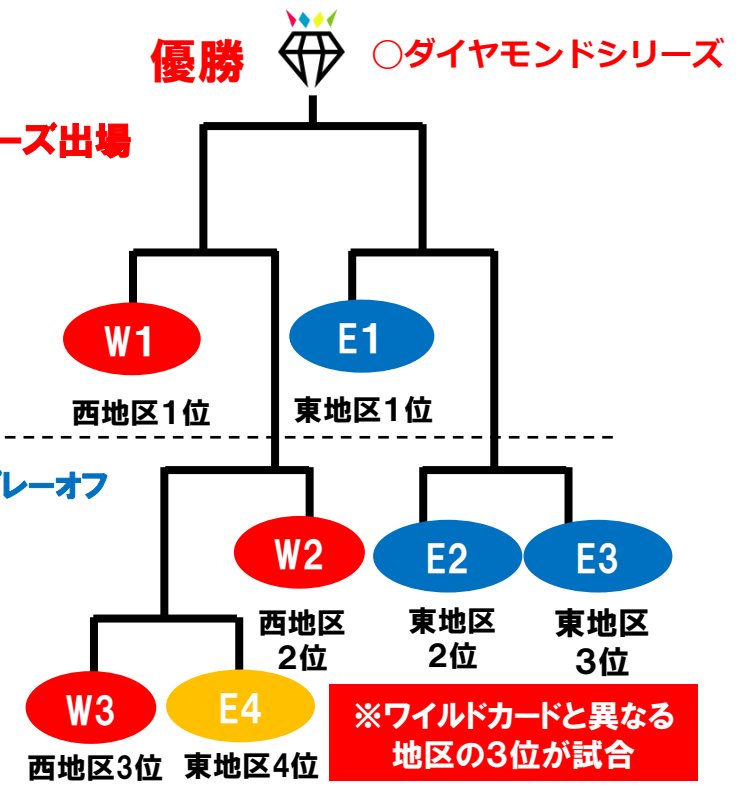 優勝
○ダイヤモンドシリーズ
ーズ出場
W1
E1
西地区1位
東地区1位
レーオフ
W2
E2
E3
西地区
2位
東地区
2位
東地区
3位
W3
E4
西地区3位
東地区4位
※ワイルドカードと異なる
地区の3位が試合